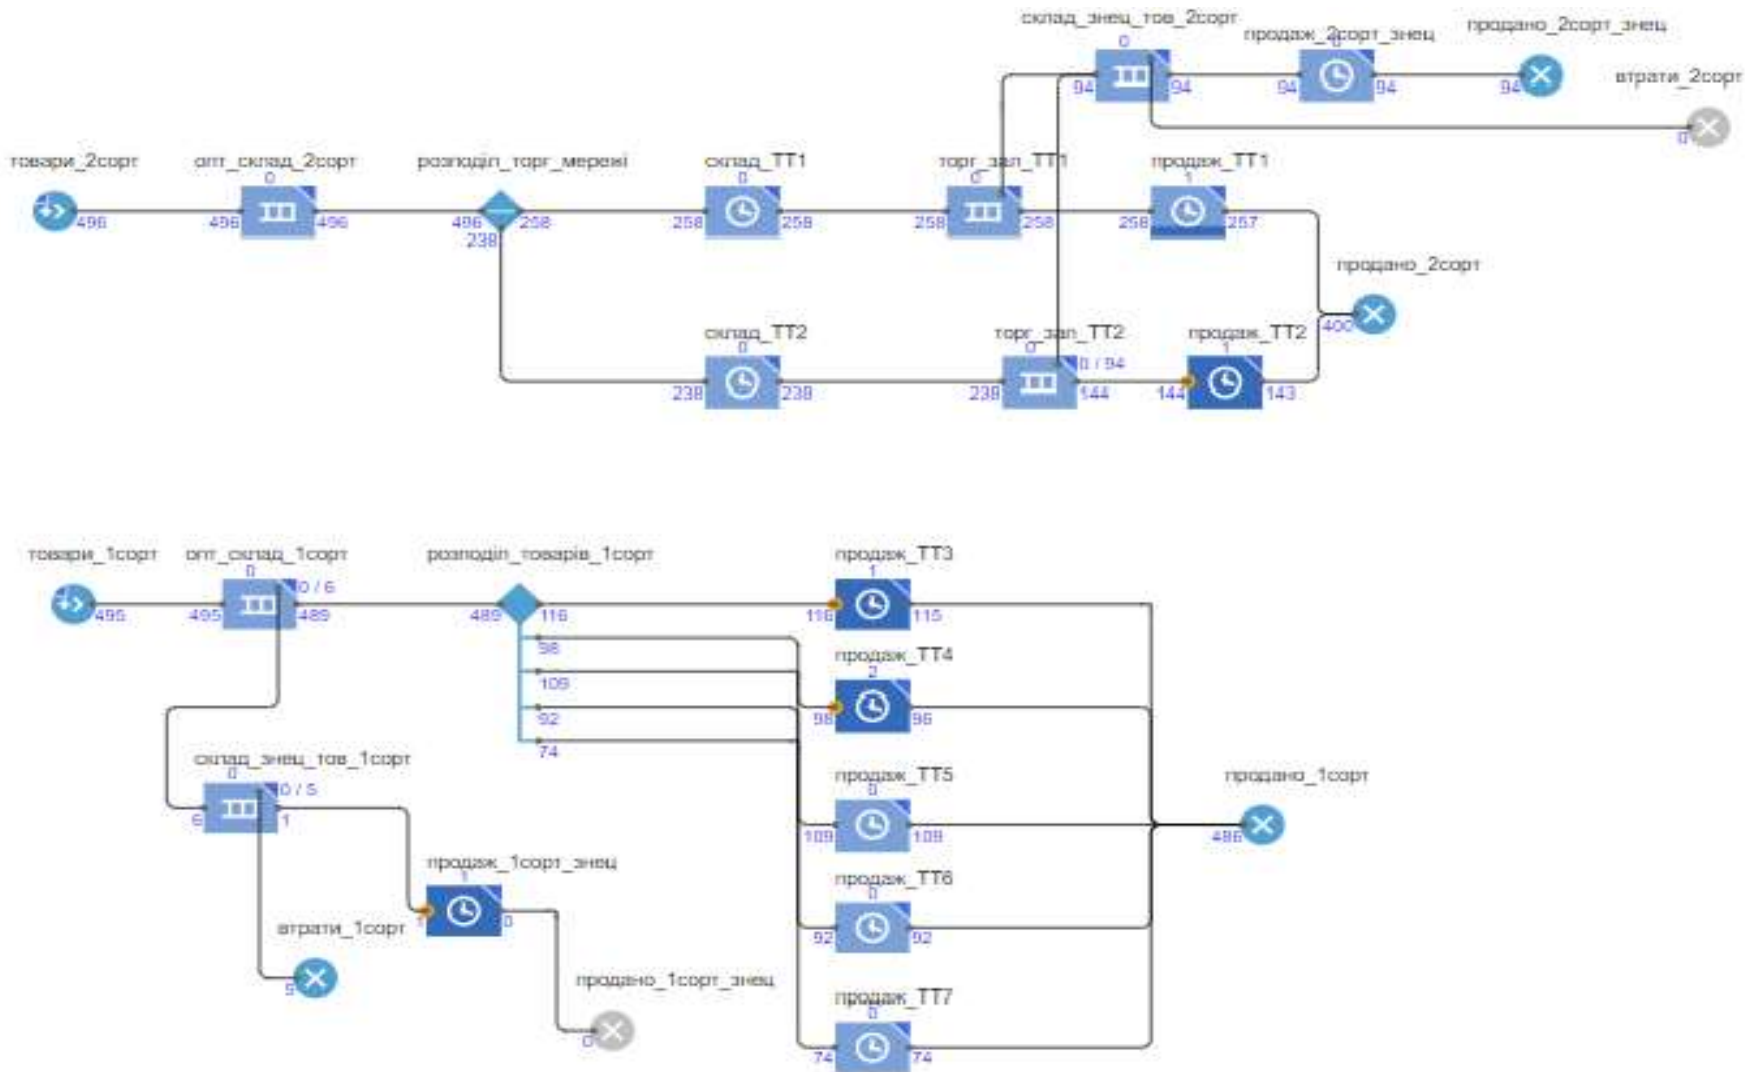 склад_знец_тов_2сорт
0
94
94
продаж_2сорт_знец
0
94
94
продано_2сорт_знец
94
втрати_2сорт
0
товари_2сорт
496
опт_склад_2сорт
0
496
496
розподіл_торг_мережі
496
258
238
склад_ТТ1
0
258
258
торг_зал_ТТ1
0
258
258
продаж_ТТ1
1
258
257
продано_2сорт
400
склад_ТТ2
0
238
238
торг_зал_ТТ2
0
0 / 94
238
144
продаж_ТТ2
1
144
143
товари_1сорт
495
опт_склад_1сорт
0
0 / 6
495
489
розподіл_товарів_1сорт
489
116
98
109
92
74
продаж_ТТ3
1
116
115
продаж_ТТ4
2
98
96
продаж_ТТ5
0
109
109
продаж_ТТ6
0
92
92
продаж_ТТ7
0
74
74
продано_1сорт
486
склад_знец_тов_1сорт
0
0 / 5
6
1
продаж_1сорт_знец
1
1
0
втрати_1сорт
5
продано_1сорт_знец
0